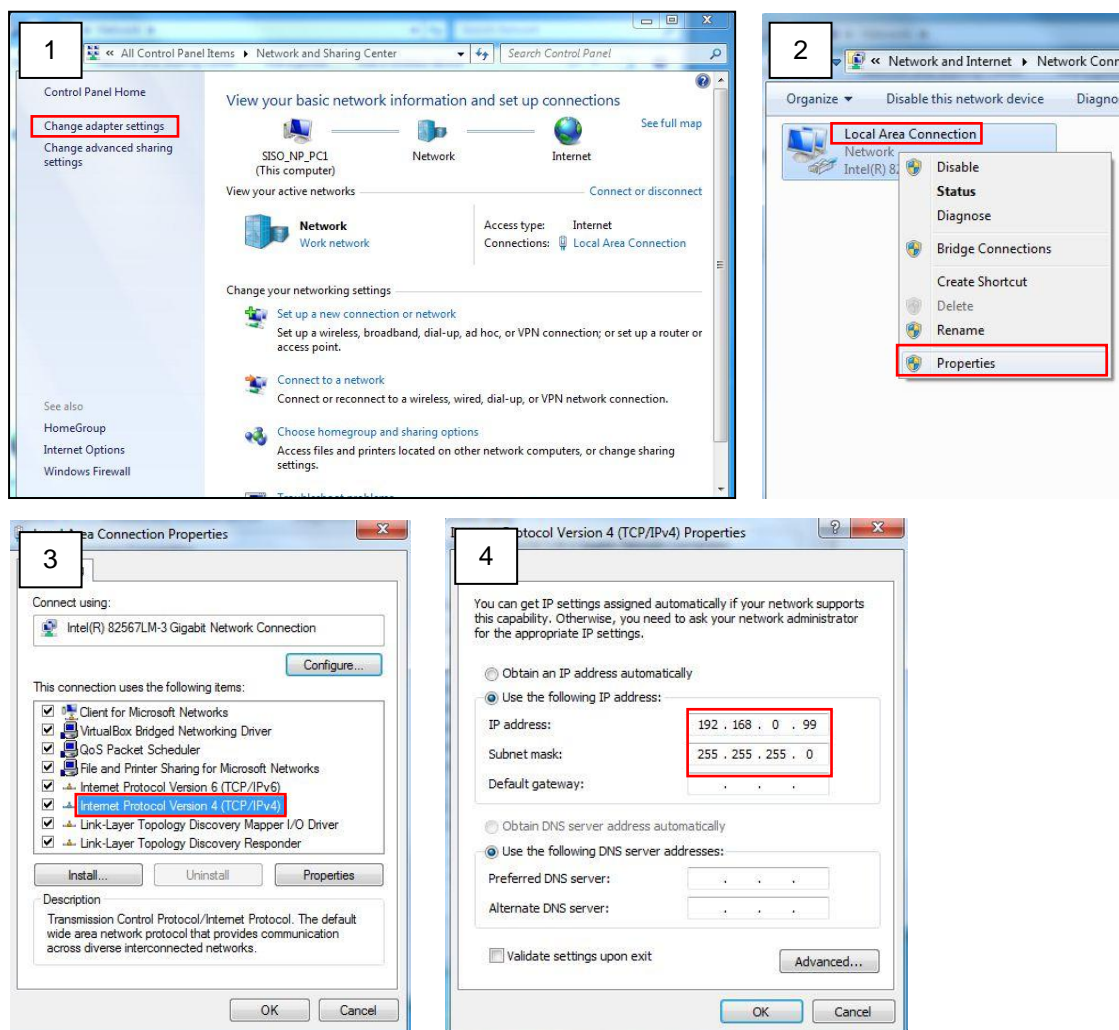 1
« All Control Panel Items ▸ Network and Sharing Center
Search Control Panel
Control Panel Home
Change adapter settings
Change advanced sharing
settings
See also
HomeGroup
Internet Options
Windows Firewall
View your basic network information and set up connections
See full map
SISO_NP_PC1
(This computer)
Network
Internet
View your active networks
Connect or disconnect
Network
Work network
Access type: Internet
Connections: Local Area Connection
Change your networking settings
Set up a new connection or network
Set up a wireless, broadband, dial-up, ad hoc, or VPN connection; or set up a router or
access point.
Connect to a network
Connect or reconnect to a wireless, wired, dial-up, or VPN network connection.
Choose homegroup and sharing options
Access files and printers located on other network computers, or change sharing
settings.
Troubleshoot problems
2
« Network and Internet ▸ Network Conn
Organize ▾ Disable this network device Diagno
Local Area Connection
Network
Intel(R) 82
Disable
Status
Diagnose
Bridge Connections
Create Shortcut
Delete
Rename
Properties
3
Connection Properties
Connect using:
Intel(R) 82567LM-3 Gigabit Network Connection
Configure...
This connection uses the following items:
Client for Microsoft Networks
VirtualBox Bridged Networking Driver
QoS Packet Scheduler
File and Printer Sharing for Microsoft Networks
Internet Protocol Version 6 (TCP/IPv6)
Internet Protocol Version 4 (TCP/IPv4)
Link-Layer Topology Discovery Mapper I/O Driver
Link-Layer Topology Discovery Responder
Install... Uninstall Properties
Description
Transmission Control Protocol/Internet Protocol. The default
wide area network protocol that provides communication
across diverse interconnected networks.
OK Cancel
4
Version 4 (TCP/IPv4) Properties
You can get IP settings assigned automatically if your network supports
this capability. Otherwise, you need to ask your network administrator
for the appropriate IP settings.
Obtain an IP address automatically
Use the following IP address:
IP address: 192 . 168 . 0 . 99
Subnet mask: 255 . 255 . 255 . 0
Default gateway: . . .
Obtain DNS server address automatically
Use the following DNS server addresses:
Preferred DNS server: . . .
Alternate DNS server: . . .
Validate settings upon exit
Advanced...
OK Cancel